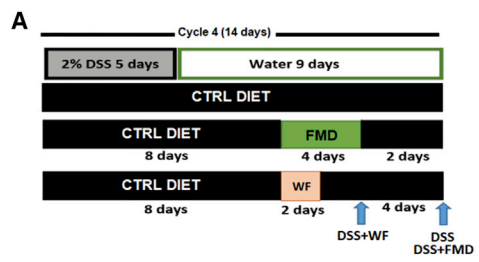 A
Cycle 4 (14 days)
2% DSS 5 days Water 9 days
CTRL DIET
CTRL DIET FMD
8 days 4 days 2 days
CTRL DIET WF
8 days 2 days 4 days
DSS+WF DSS
DSS+FMD